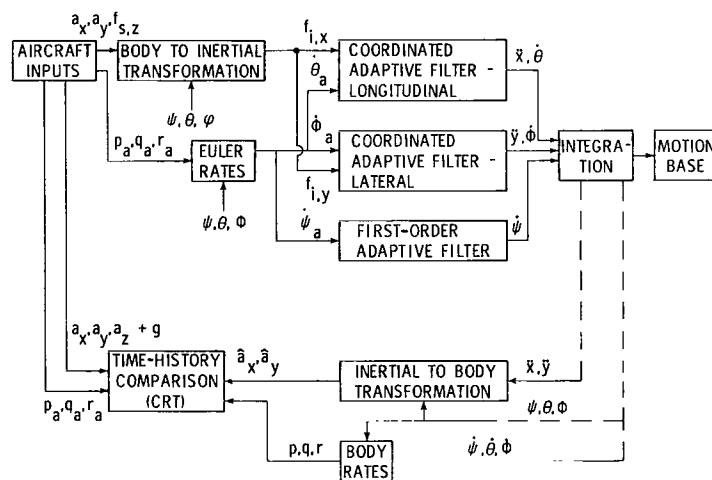 a_x, a_y, f_s,z
AIRCRAFT
INPUTS
BODY TO INERTIAL
TRANSFORMATION
f_i,x
θ̇_a
COORDINATED
ADAPTIVE FILTER -
LONGITUDINAL
ẍ, θ̇
ψ, θ, φ
p_a, q_a, r_a
EULER
RATES
ψ, θ, Φ
Φ̇_a
f_i,y
COORDINATED
ADAPTIVE FILTER -
LATERAL
ÿ, Φ̇
INTEGRA-
TION
MOTION
BASE
ψ̇_a
FIRST-ORDER
ADAPTIVE FILTER
ψ̇
a_x, a_y, a_z + g
TIME-HISTORY
COMPARISON
(CRT)
p_a, q_a, r_a
â_x, â_y
INERTIAL TO BODY
TRANSFORMATION
ẍ, ÿ
ψ, θ, Φ
p, q, r
BODY
RATES
ψ̇, θ̇, Φ̇